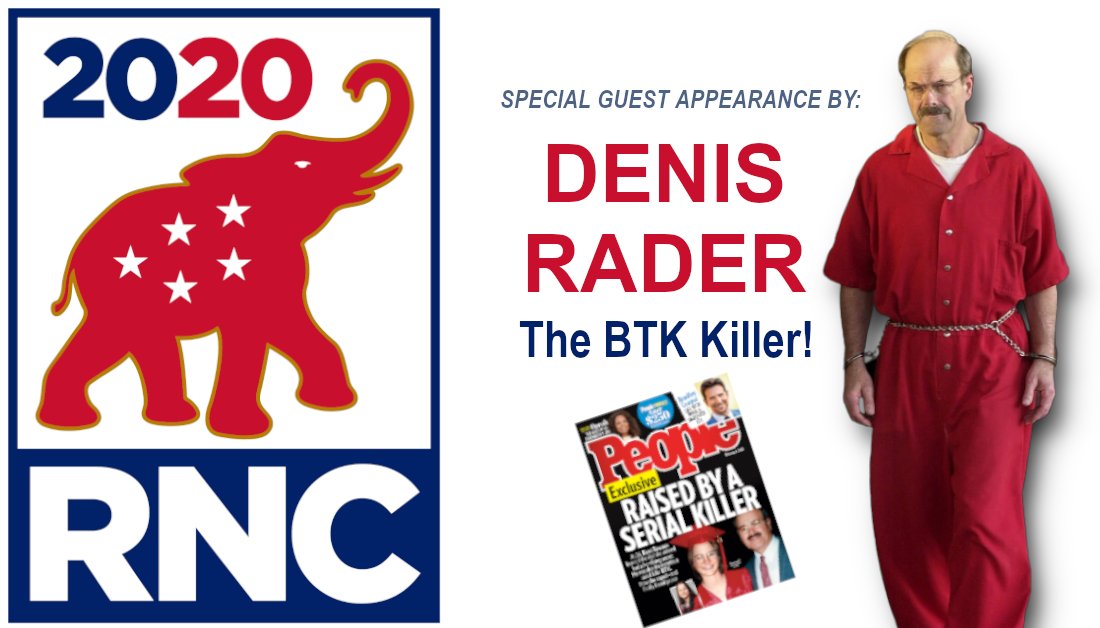 2020
RNC
SPECIAL GUEST APPEARANCE BY:
DENIS
RADER
The BTK Killer!
People
Exclusive
RAISED BY A
SERIAL KILLER